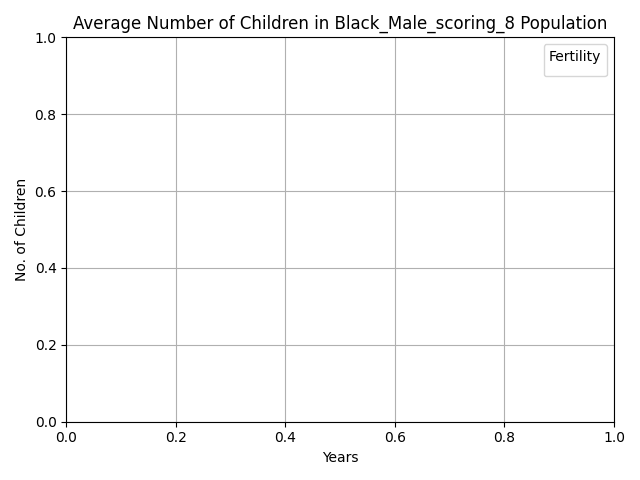 Average Number of Children in Black_Male_scoring_8 Population
Fertility
No. of Children
1.0
0.8
0.6
0.4
0.2
0.0
0.0 0.2 0.4 0.6 0.8 1.0
Years